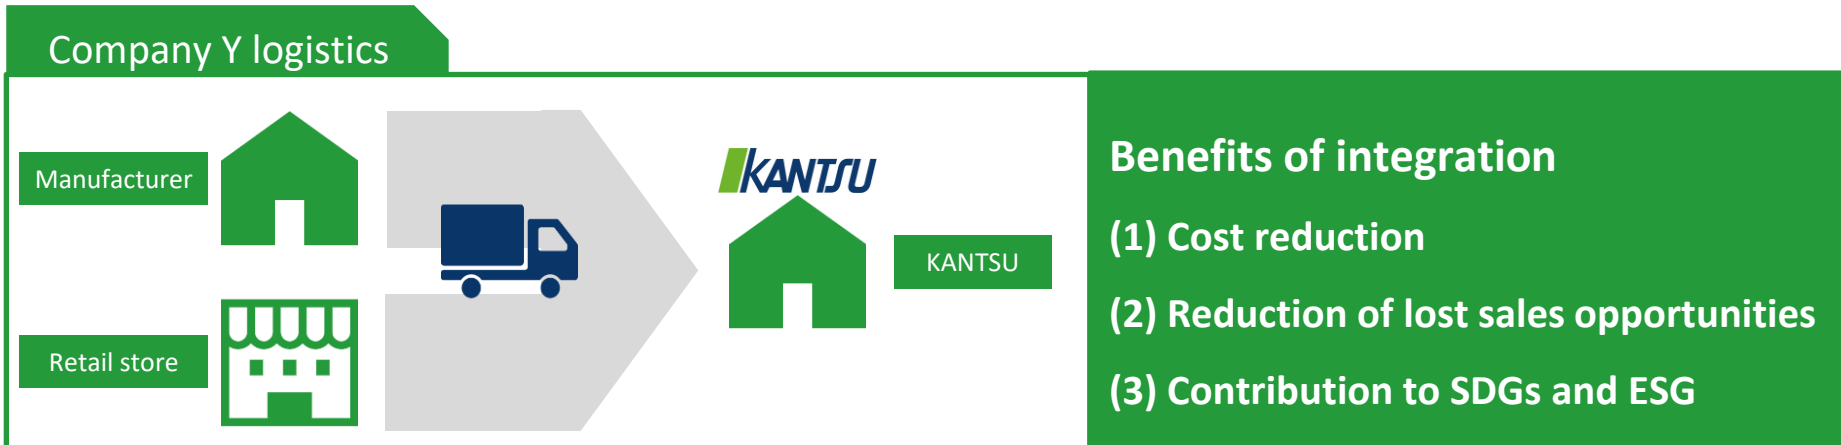 Company Y logistics
Manufacturer
Retail store
KANTSU
KANTSU
Benefits of integration
(1) Cost reduction
(2) Reduction of lost sales opportunities
(3) Contribution to SDGs and ESG